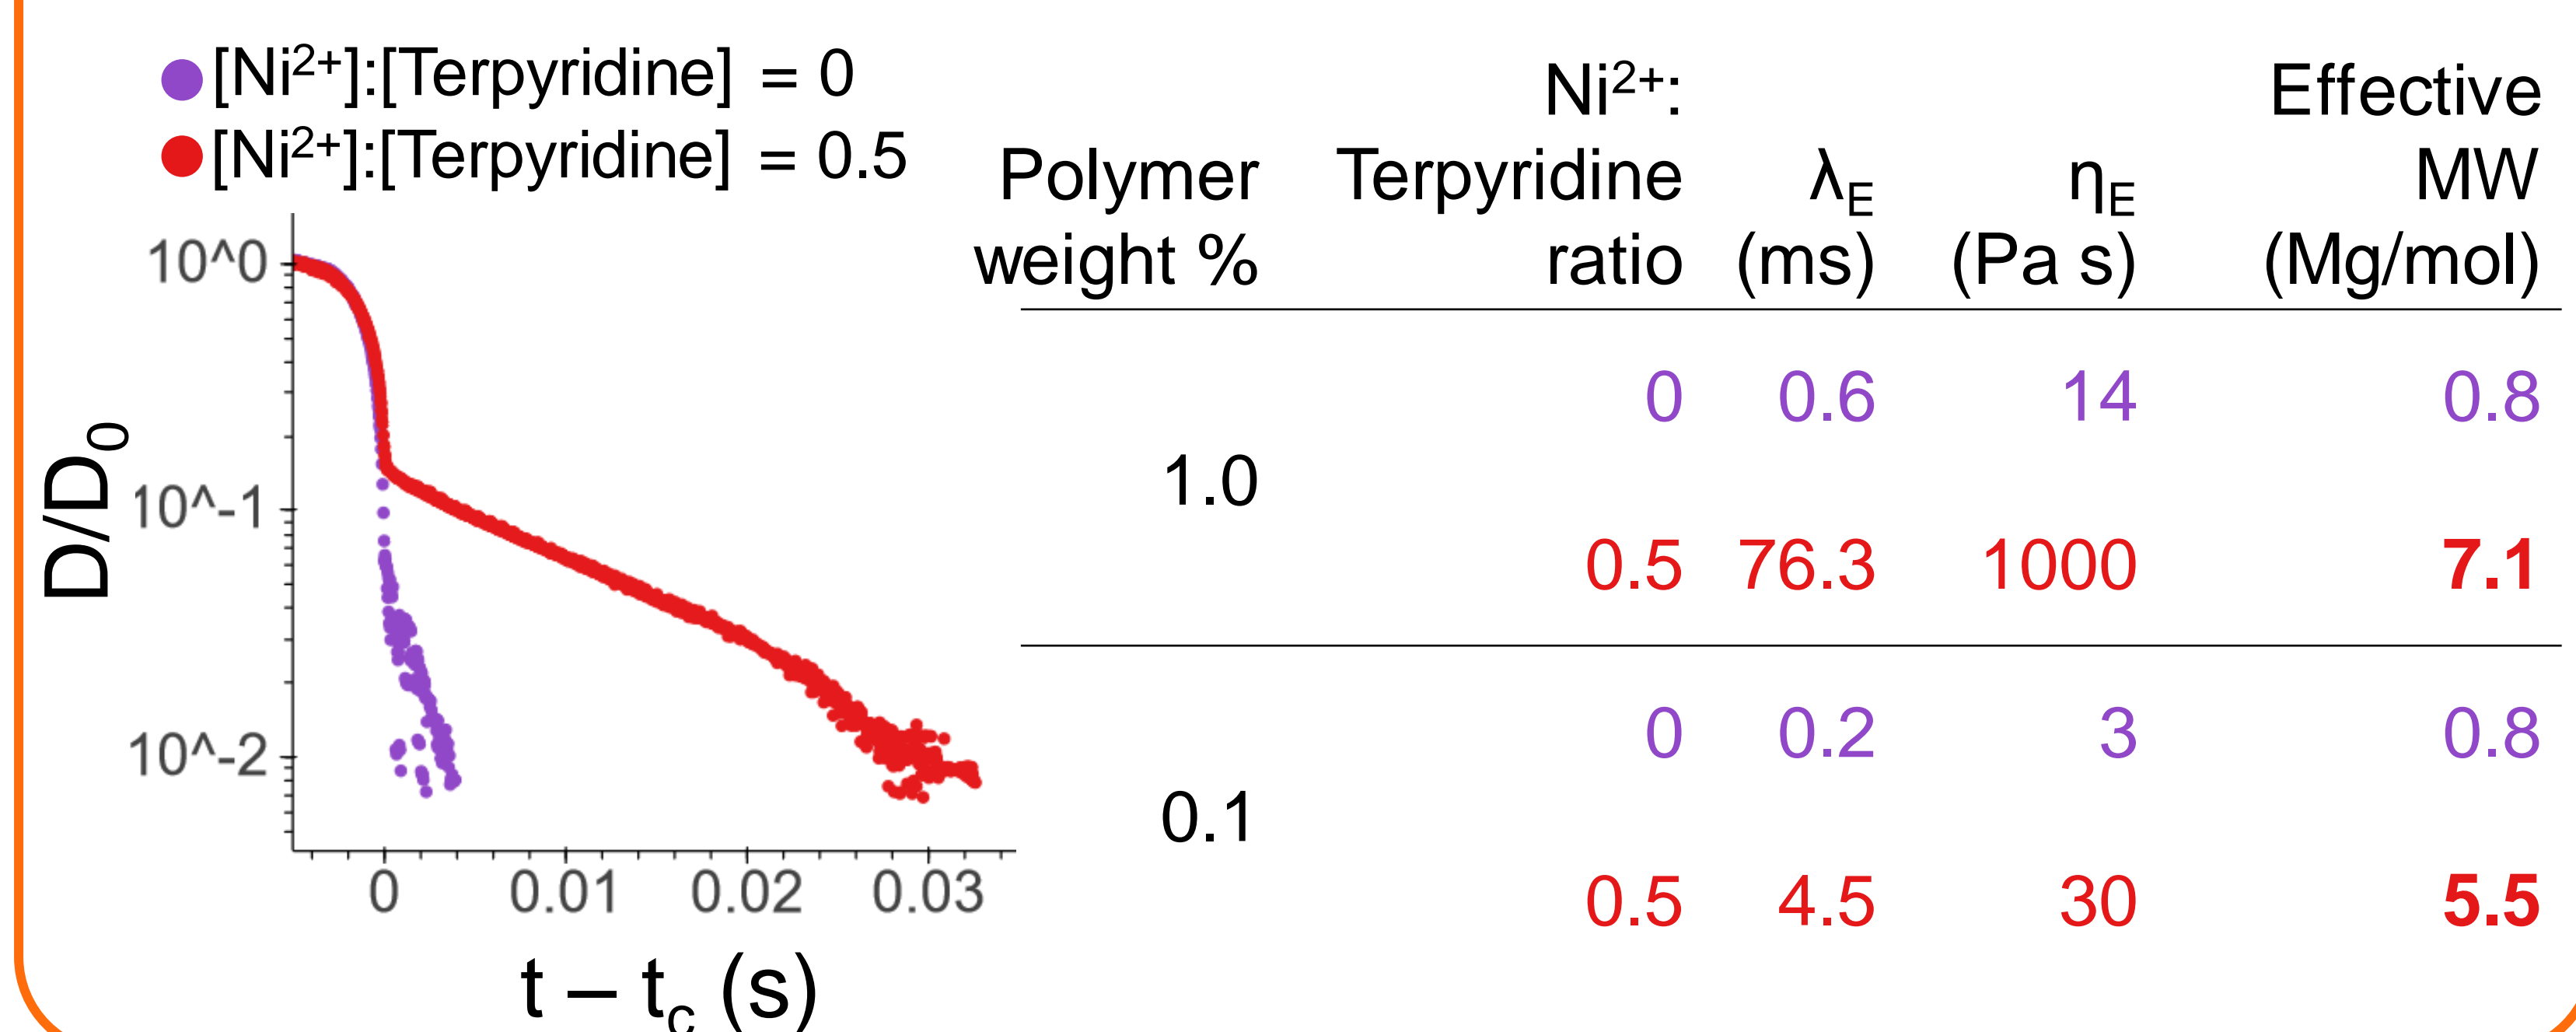 [Ni2+]:[Terpyridine] = 0
[Ni2+]:[Terpyridine] = 0.5
10^0
10^-1
10^-2
D/D0
0 0.01 0.02 0.03
t – tc (s)
Polymer
weight %
Ni2+:
Terpyridine
ratio
λE
(ms)
ηE
(Pa s)
Effective
MW
(Mg/mol)
1.0
0 0.6 14 0.8
0.5 76.3 1000 7.1
0.1
0 0.2 3 0.8
0.5 4.5 30 5.5